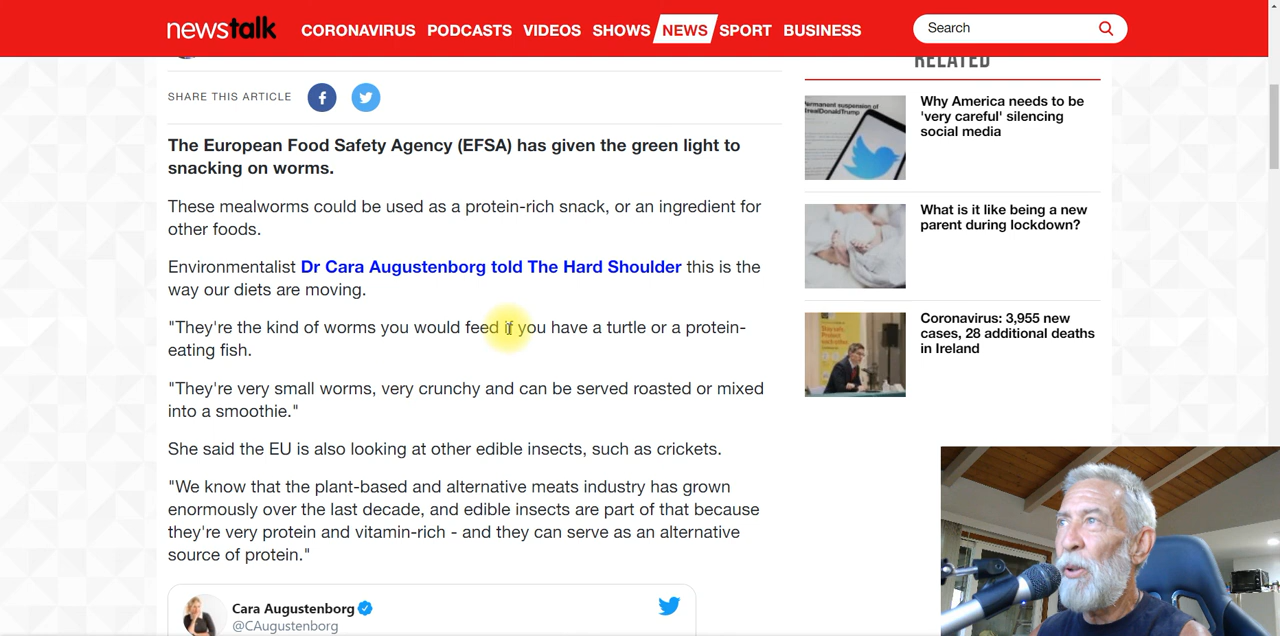 newstalk
CORONAVIRUS PODCASTS VIDEOS SHOWS NEWS SPORT BUSINESS
Search
SHARE THIS ARTICLE
The European Food Safety Agency (EFSA) has given the green light to
snacking on worms.
These mealworms could be used as a protein-rich snack, or an ingredient for
other foods.
Environmentalist Dr Cara Augustenborg told The Hard Shoulder this is the
way our diets are moving.
"They're the kind of worms you would feed if you have a turtle or a protein-
eating fish.
"They're very small worms, very crunchy and can be served roasted or mixed
into a smoothie."
She said the EU is also looking at other edible insects, such as crickets.
"We know that the plant-based and alternative meats industry has grown
enormously over the last decade, and edible insects are part of that because
they're very protein and vitamin-rich - and they can serve as an alternative
source of protein."
Cara Augustenborg
@CAugustenborg
RELATED
Permanent suspension of
@realDonaldTrump
Why America needs to be
'very careful' silencing
social media
What is it like being a new
parent during lockdown?
Coronavirus: 3,955 new
cases, 28 additional deaths
in Ireland